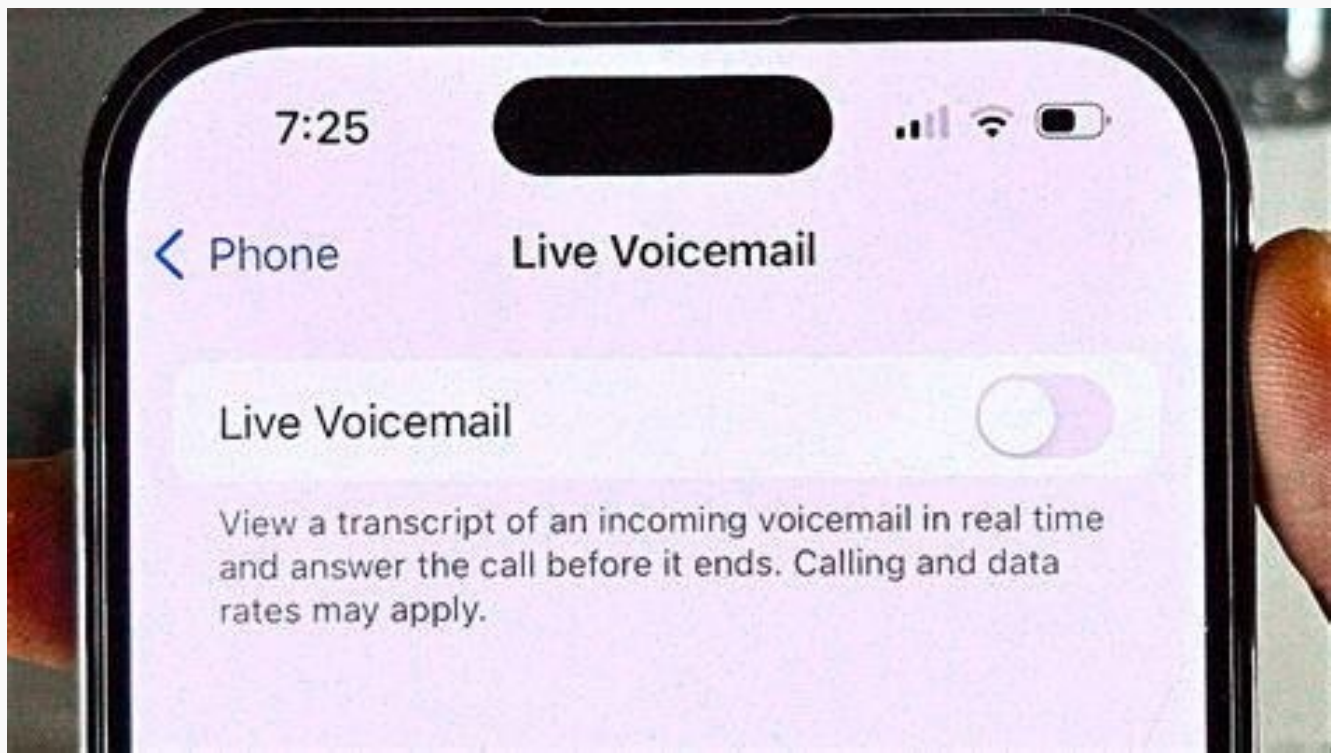 7:25
Phone
Live Voicemail
Live Voicemail
View a transcript of an incoming voicemail in real time
and answer the call before it ends. Calling and data
rates may apply.